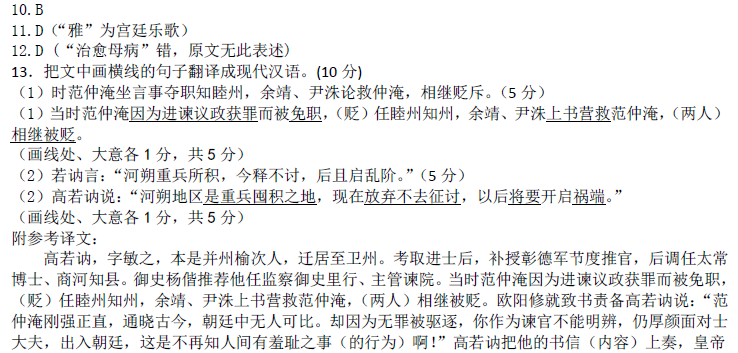 10.B
11.D（“雅”为宫廷乐歌）
12.D（“治愈母病”错，原文无此表述）
13．把文中画横线的句子翻译成现代汉语。(10 分)
（1）时范仲淹坐言事夺职知睦州，余靖、尹洙论救仲淹，相继贬斥。（5 分）
（1）当时范仲淹因为进谏议政获罪而被免职，（贬）任睦州知州，余靖、尹洙上书营救范仲淹，（两人）
相继被贬。
（画线处、大意各 1 分，共 5 分）
（2）若讷言：“河朔重兵所积，今释不讨，后且启乱阶。”（5 分）
（2）高若讷说：“河朔地区是重兵囤积之地，现在放弃不去征讨，以后将要开启祸端。”
（画线处、大意各 1 分，共 5 分）
附参考译文：
高若讷，字敏之，本是并州榆次人，迁居至卫州。考取进士后，补授彰德军节度推官，后调任太常
博士、商河知县。御史杨偕推荐他任监察御史里行、主管谏院。当时范仲淹因为进谏议政获罪而被免职，
（贬）任睦州知州，余靖、尹洙上书营救范仲淹，（两人）相继被贬。欧阳修就致书责备高若讷说：“范
仲淹刚强正直，通晓古今，朝廷中无人可比。却因为无罪被驱逐，你作为谏官不能明辨，仍厚颜面对士
大夫，出入朝廷，这是不再知人间有羞耻之事（的行为）啊！”高若讷把他的书信（内容）上奏，皇帝